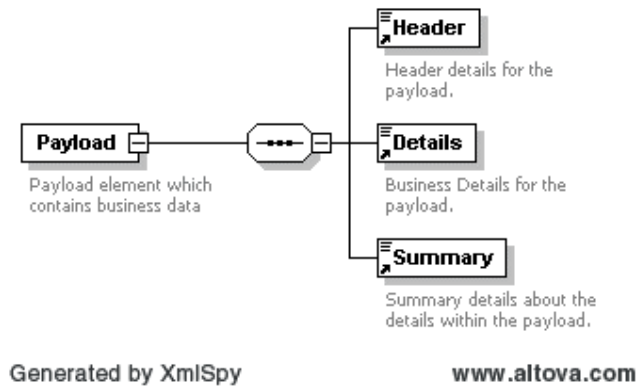 Header
Header details for the
payload.
Payload
Payload element which
contains business data
Details
Business Details for the
payload.
Summary
Summary details about the
details within the payload.
Generated by XmlSpy
www.altova.com